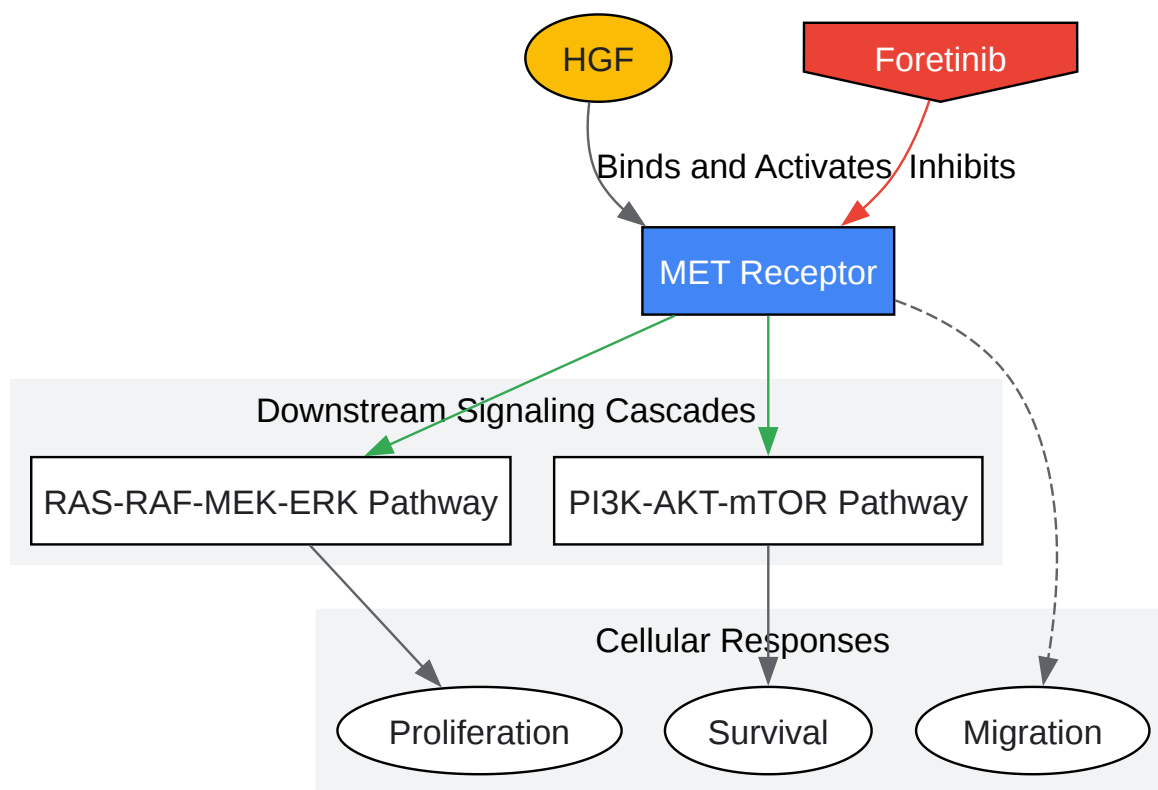 HGF
Foretinib
Binds and Activates
Inhibits
MET Receptor
Downstream Signaling Cascades
RAS-RAF-MEK-ERK Pathway
PI3K-AKT-mTOR Pathway
Cellular Responses
Proliferation
Survival
Migration